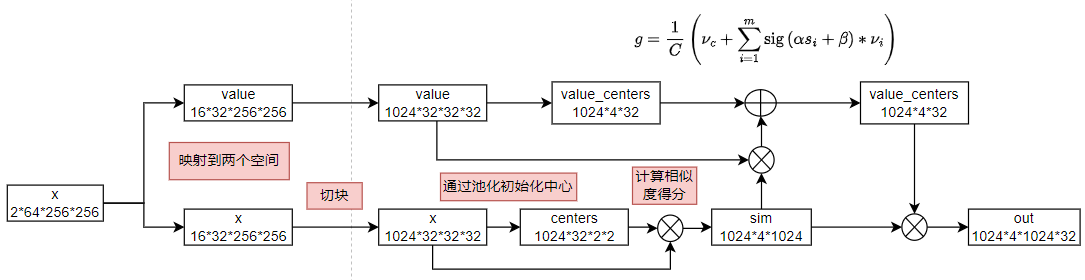 g = \frac{1}{C} \left( \nu_c + \sum_{i=1}^{m} \mathrm{sig}\left(\alpha s_i + \beta\right) * \nu_i \right)
value
16*32*256*256
value
1024*32*32*32
value_centers
1024*4*32
value_centers
1024*4*32
映射到两个空间
切块
通过池化初始化中心
计算相似
度得分
x
2*64*256*256
x
16*32*256*256
x
1024*32*32*32
centers
1024*32*2*2
sim
1024*4*1024
out
1024*4*1024*32